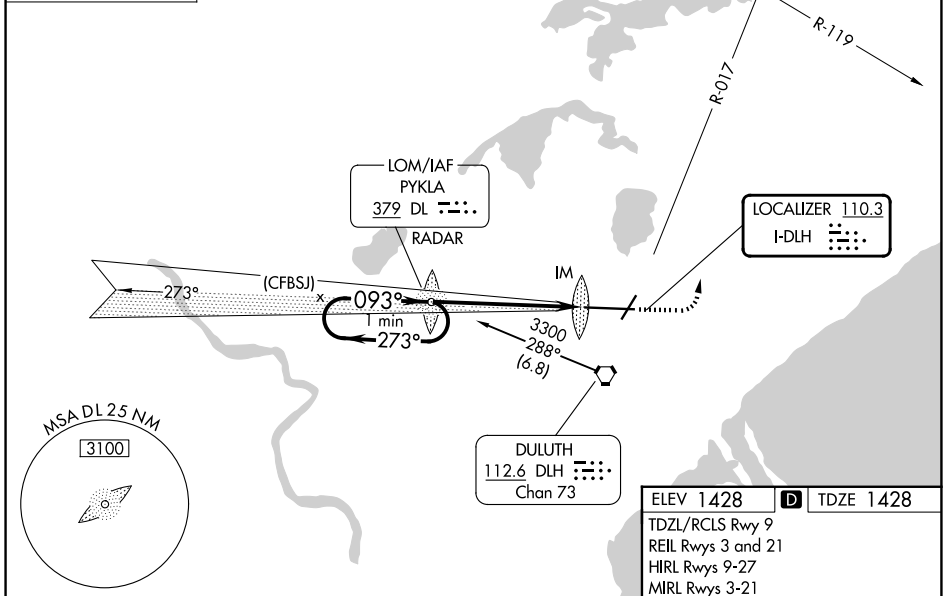 R-119
R-017
LOM/IAF
PYKLA
379 DL
RADAR
LOCALIZER 110.3
I-DLH
IM
(CFBSJ)
273°
x
093°
1 min
273°
3300
288°
(6.8)
MSA DL 25 NM
3100
DULUTH
112.6 DLH
Chan 73
ELEV 1428 D TDZE 1428
TDZL/RCLS Rwy 9
REIL Rwys 3 and 21
HIRL Rwys 9-27
MIRL Rwys 3-21